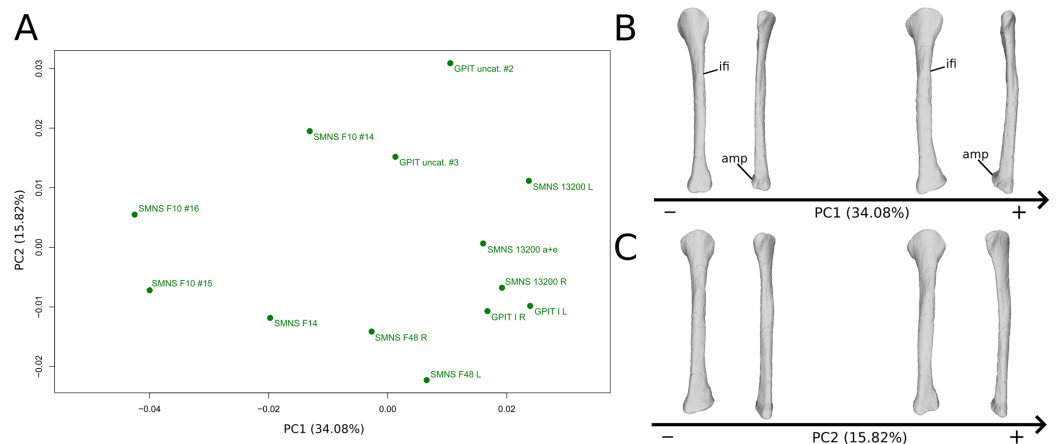 A
PC2 (15.82%)
0.03
0.02
0.01
0.00
−0.01
−0.02
GPIT uncat. #2
SMNS F10 #14
GPIT uncat. #3
SMNS 13200 L
SMNS F10 #16
SMNS 13200 a+e
SMNS F10 #15
SMNS 13200 R
GPIT I L
GPIT I R
SMNS F14
SMNS F48 R
SMNS F48 L
−0.04
−0.02
0.00
0.02
PC1 (34.08%)
B
ifi
ifi
amp
amp
− PC1 (34.08%) +
C
− PC2 (15.82%) +